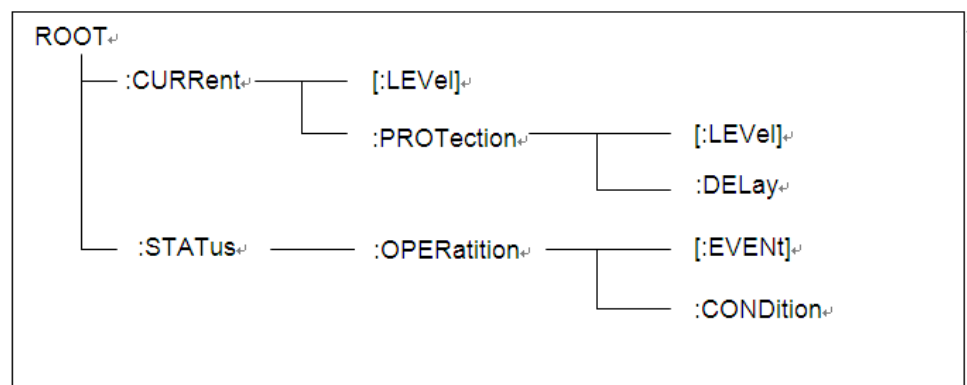 ROOT↵
:CURRent↵ [:LEVel]↵
:PROTection↵ [:LEVel]↵
:DELay↵
:STATus↵ :OPERatition↵ [:EVENt]↵
:CONDition↵